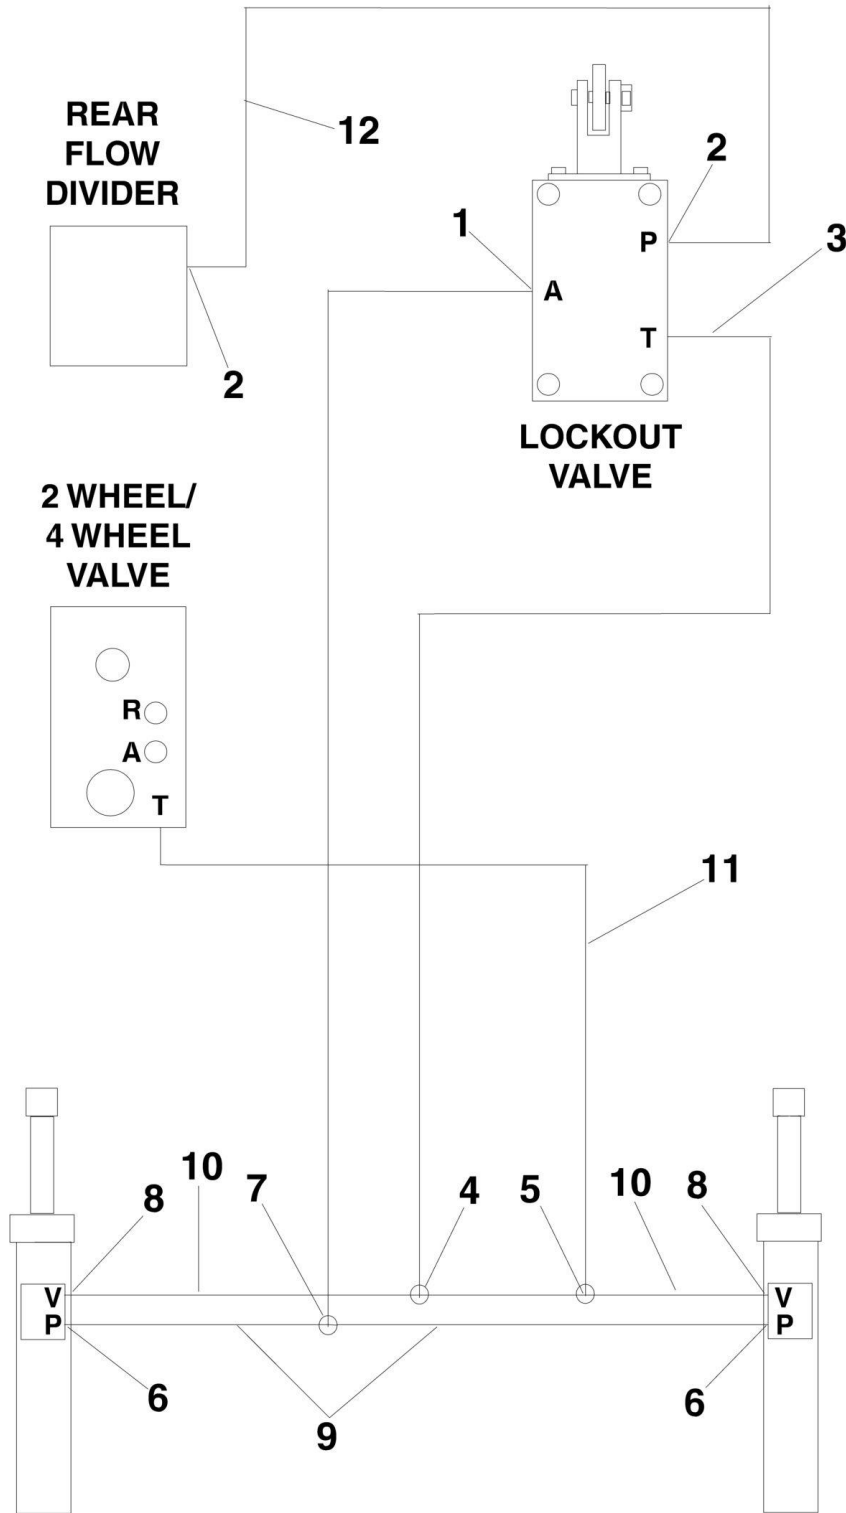 REAR
FLOW
DIVIDER
12
2
1
P
3
A
T
2
LOCKOUT
VALVE
2 WHEEL/
4 WHEEL
VALVE
R
A
T
11
10
8
7
4
5
10
8
V
V
P
P
6
6
9